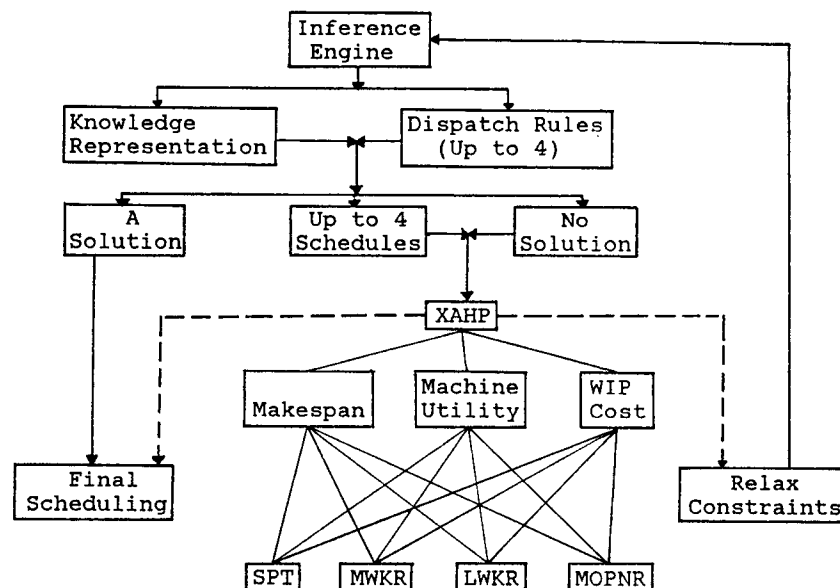 Inference
Engine
Knowledge
Representation
Dispatch Rules
(Up to 4)
A
Solution
Up to 4
Schedules
No
Solution
XAHP
Makespan
Machine
Utility
WIP
Cost
Final
Scheduling
Relax
Constraints
SPT
MWKR
LWKR
MOPNR